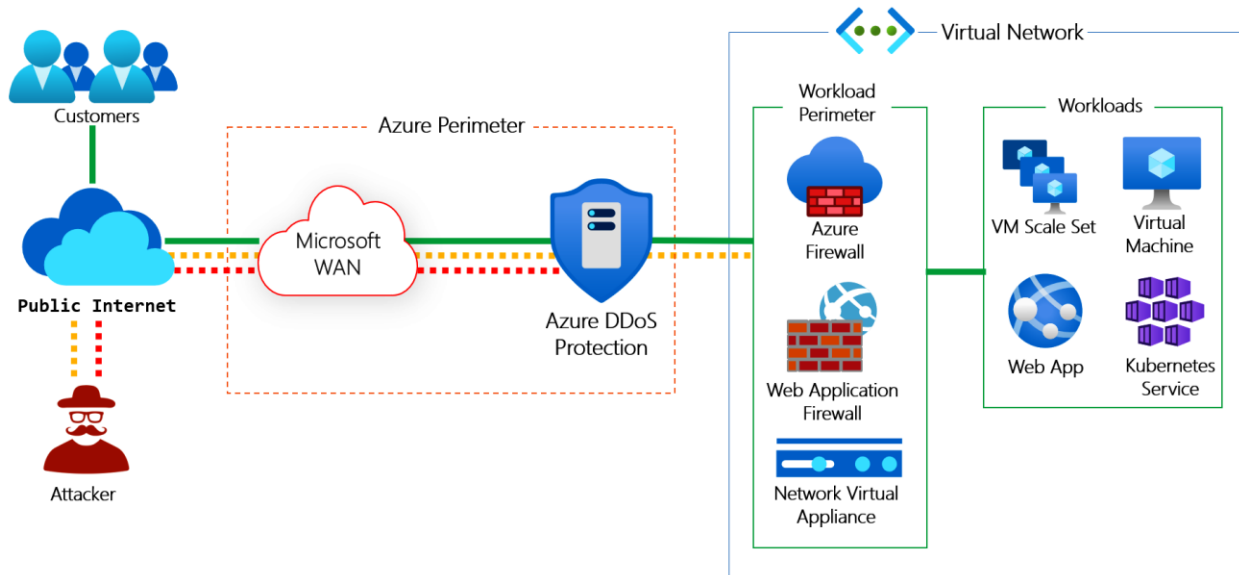 Virtual Network
Customers
Azure Perimeter
Workload
Perimeter
Workloads
Microsoft
WAN
Public Internet
Azure DDoS
Protection
Attacker
Azure
Firewall
Web Application
Firewall
Network Virtual
Appliance
VM Scale Set
Virtual
Machine
Web App
Kubernetes
Service